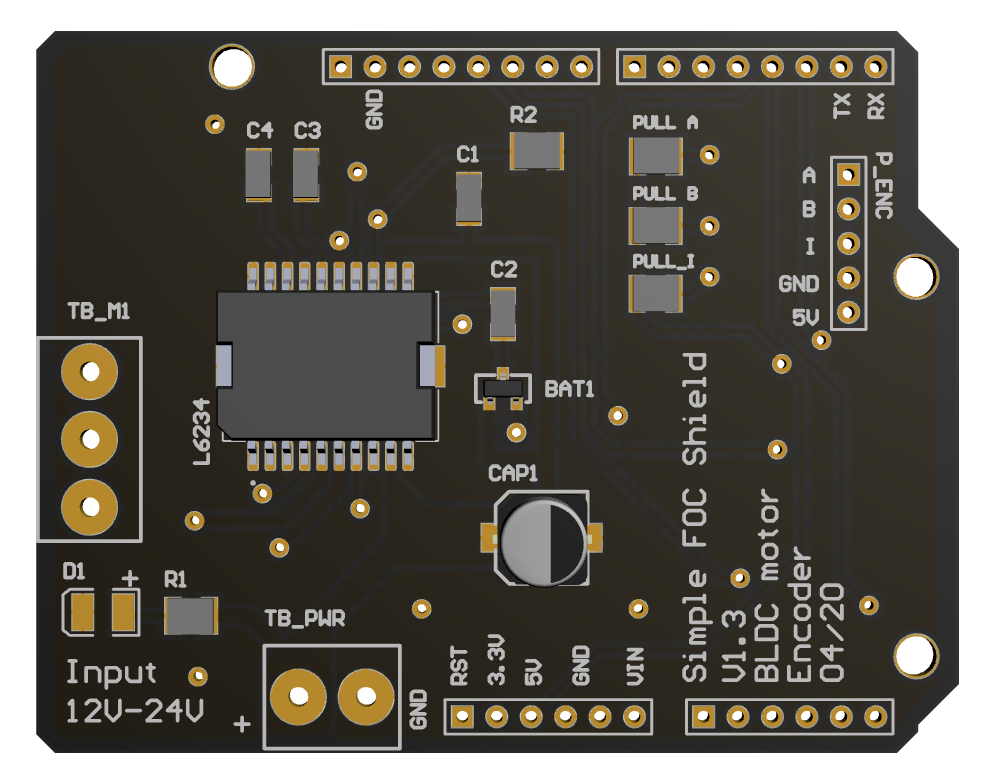 GND
TX
RX
C4
C3
R2
PULL A
C1
P_ENC
A
B
PULL B
I
PULL_I
GND
C2
5V
TB_M1
BAT1
L6234
CAP1
Simple FOC Shield
V1.3
BLDC motor
Encoder
04/20
D1
+
R1
TB_PWR
Input
12V-24V
+
GND
RST
3.3V
5V
GND
VIN